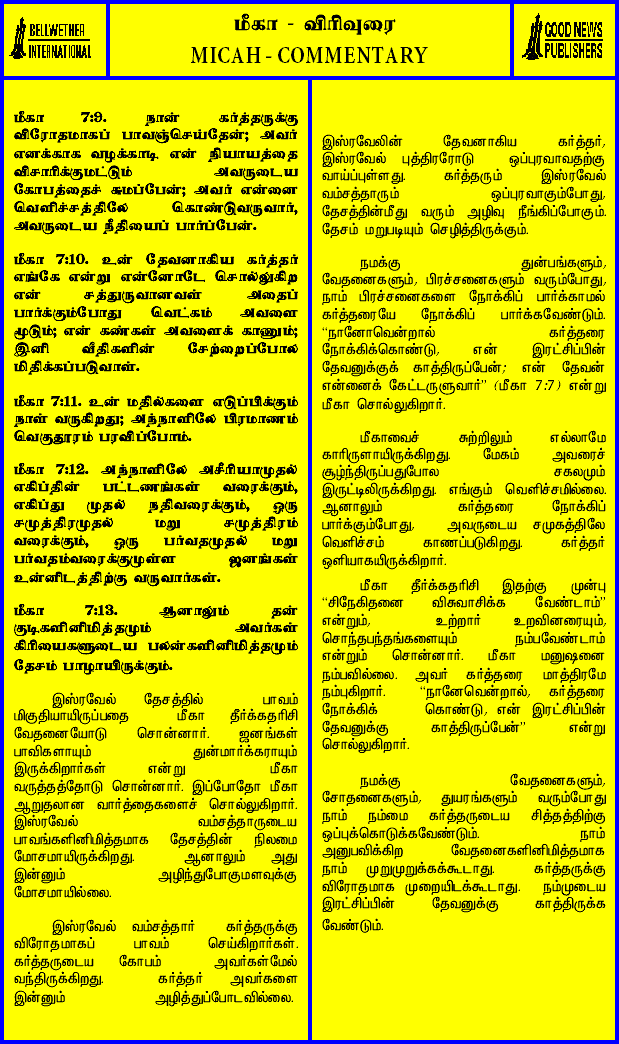 BELLWETHER
INTERNATIONAL
மீகா - விரிவுரை
MICAH - COMMENTARY
GOOD NEWS
PUBLISHERS
மீகா 7:9. நான் கர்த்தருக்கு
விரோதமாகப் பாவஞ்செய்தேன்; அவர்
எனக்காக வழக்காடி என் நியாயத்தை
விசாரிக்குமட்டும் அவருடைய
கோபத்தைச் சுமப்பேன்; அவர் என்னை
வெளிச்சத்திலே கொண்டுவருவார்,
அவருடைய நீதியைப் பார்ப்பேன்.
மீகா 7:10. உன் தேவனாகிய கர்த்தர்
எங்கே என்று என்னோடே சொல்லுகிற
என் சத்துருவானவள் அதைப்
பார்க்கும்போது வெட்கம் அவளை
மூடும்; என் கண்கள் அவளைக் காணும்;
இனி வீதிகளின் சேற்றைப்போல
மிதிக்கப்படுவாள்.
மீகா 7:11. உன் மதில்களை எடுப்பிக்கும்
நாள் வருகிறது; அந்நாளிலே பிரமாணம்
வெகுதூரம் பரவிப்போம்.
மீகா 7:12. அந்நாளிலே அசீரியாமுதல்
எகிப்தின் பட்டணங்கள் வரைக்கும்,
எகிப்து முதல் நதிவரைக்கும், ஒரு
சமுத்திரமுதல் மறு சமுத்திரம்
வரைக்கும், ஒரு பர்வதமுதல் மறு
பர்வதம்வரைக்குமுள்ள ஜனங்கள்
உன்னிடத்திற்கு வருவார்கள்.
மீகா 7:13. ஆனாலும் தன்
குடிகளினிமித்தமும் அவர்கள்
கிரியைகளுடைய பலன்களினிமித்தமும்
தேசம் பாழாயிருக்கும்.
இஸ்ரவேல் தேசத்தில் பாவம்
மிகுதியாயிருப்பதை மீகா தீர்க்கதரிசி
வேதனையோடு சொன்னார். ஜனங்கள்
பாவிகளாயும் துன்மார்க்கராயும்
இருக்கிறார்கள் என்று மீகா
வருத்தத்தோடு சொன்னார். இப்போதோ மீகா
ஆறுதலான வார்த்தைகளைச் சொல்லுகிறார்.
இஸ்ரவேல் வம்சத்தாருடைய
பாவங்களினிமித்தமாக தேசத்தின் நிலமை
மோசமாயிருக்கிறது. ஆனாலும் அது
இன்னும் அழிந்துபோகுமளவுக்கு
மோசமாயில்லை.
இஸ்ரவேல் வம்சத்தார் கர்த்தருக்கு
விரோதமாகப் பாவம் செய்கிறார்கள்.
கர்த்தருடைய கோபம் அவர்கள்மேல்
வந்திருக்கிறது. கர்த்தர் அவர்களை
இன்னும் அழித்துப்போடவில்லை.
இஸ்ரவேலின் தேவனாகிய கர்த்தர்,
இஸ்ரவேல் புத்திரரோடு ஒப்புரவாவதற்கு
வாய்ப்புள்ளது. கர்த்தரும் இஸ்ரவேல்
வம்சத்தாரும் ஒப்புரவாகும்போது,
தேசத்தின்மீது வரும் அழிவு நீங்கிப்போகும்.
தேசம் மறுபடியும் செழித்திருக்கும்.
நமக்கு துன்பங்களும்,
வேதனைகளும், பிரச்சனைகளும் வரும்போது,
நாம் பிரச்சனைகளை நோக்கிப் பார்க்காமல்
கர்த்தரையே நோக்கிப் பார்க்கவேண்டும்.
“நானோவென்றால் கர்த்தரை
நோக்கிக்கொண்டு, என் இரட்சிப்பின்
தேவனுக்குக் காத்திருப்பேன்; என் தேவன்
என்னைக் கேட்டருளுவார்” (மீகா 7:7) என்று
மீகா சொல்லுகிறார்.
மீகாவைச் சுற்றிலும் எல்லாமே
காரிருளாயிருக்கிறது. மேகம் அவரைச்
சூழ்ந்திருப்பதுபோல சகலமும்
இருட்டிலிருக்கிறது. எங்கும் வெளிச்சமில்லை.
ஆனாலும் கர்த்தரை நோக்கிப்
பார்க்கும்போது, அவருடைய சமுகத்திலே
வெளிச்சம் காணப்படுகிறது. கர்த்தர்
ஒளியாகயிருக்கிறார்.
மீகா தீர்க்கதரிசி இதற்கு முன்பு
“சிநேகிதனை விசுவாசிக்க வேண்டாம்”
என்றும், உற்றார் உறவினரையும்,
சொந்தபந்தங்களையும் நம்பவேண்டாம்
என்றும் சொன்னார். மீகா மனுஷனை
நம்பவில்லை. அவர் கர்த்தரை மாத்திரமே
நம்புகிறார். “நானேவென்றால், கர்த்தரை
நோக்கிக் கொண்டு, என் இரட்சிப்பின்
தேவனுக்கு காத்திருப்பேன்” என்று
சொல்லுகிறார்.
நமக்கு வேதனைகளும்,
சோதனைகளும், துயரங்களும் வரும்போது
நாம் நம்மை கர்த்தருடைய சித்தத்திற்கு
ஒப்புக்கொடுக்கவேண்டும். நாம்
அனுபவிக்கிற வேதனைகளினிமித்தமாக
நாம் முறுமுறுக்கக்கூடாது. கர்த்தருக்கு
விரோதமாக முறையிடக்கூடாது. நம்முடைய
இரட்சிப்பின் தேவனுக்கு காத்திருக்க
வேண்டும்.